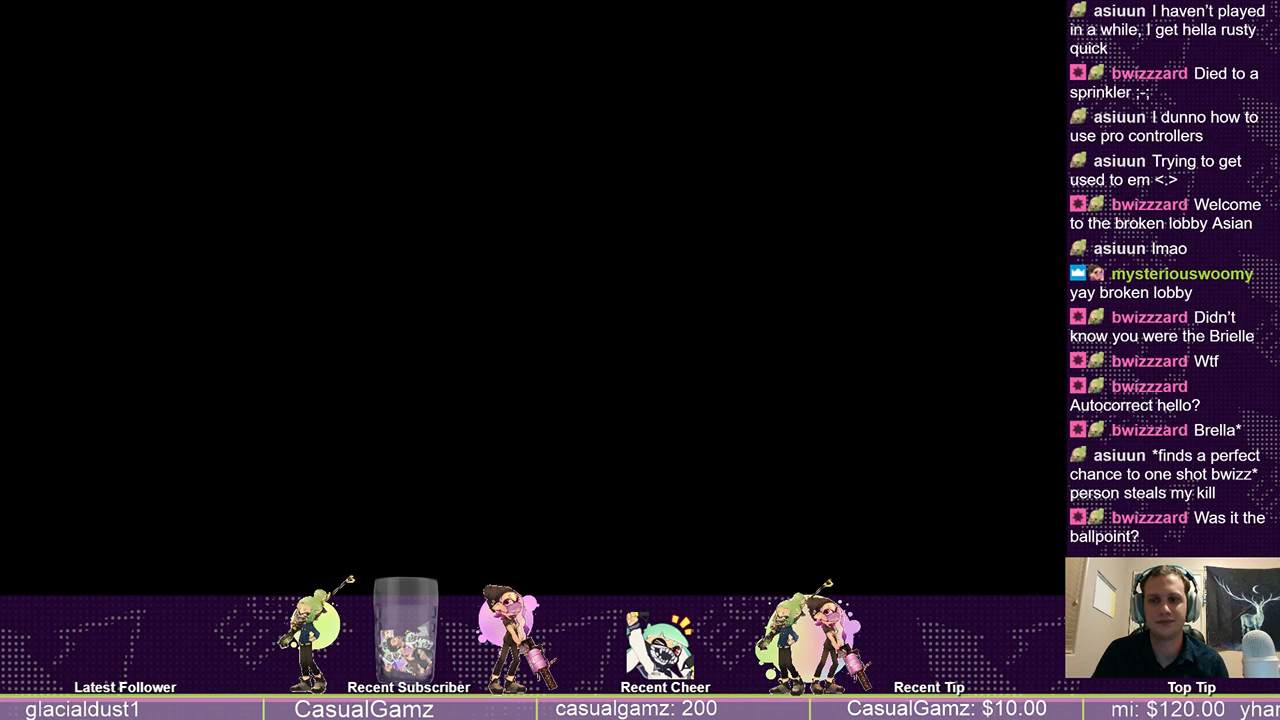 asiuun I haven't played
in a while, I get hella rusty
quick
bwizzzard Died to a
sprinkler ;-;
asiuun I dunno how to
use pro controllers
asiuun Trying to get
used to em <.>
bwizzzard Welcome
to the broken lobby Asian
asiuun lmao
mysteriouswoomy
yay broken lobby
bwizzzard Didn't
know you were the Brielle
bwizzzard Wtf
bwizzzard
Autocorrect hello?
bwizzzard Brella*
asiuun *finds a perfect
chance to one shot bwizz*
person steals my kill
bwizzzard Was it the
ballpoint?
Latest Follower
Recent Subscriber
Recent Cheer
Recent Tip
Top Tip
glacialdust1
CasualGamz
casualgamz: 200
CasualGamz: $10.00
mi: $120.00 yhar